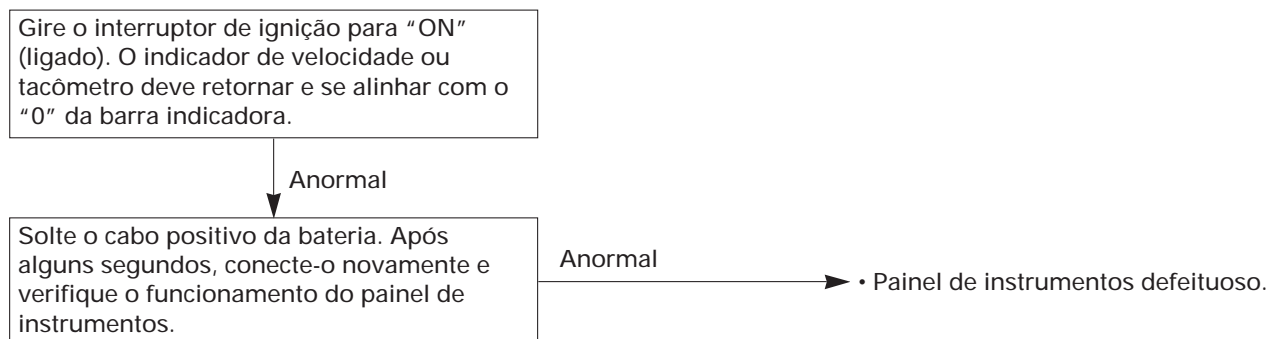 Gire o interruptor de ignição para “ON”
(ligado). O indicador de velocidade ou
tacômetro deve retornar e se alinhar com o
“0” da barra indicadora.
Anormal
Solte o cabo positivo da bateria. Após
alguns segundos, conecte-o novamente e
verifique o funcionamento do painel de
instrumentos.
Anormal
• Painel de instrumentos defeituoso.